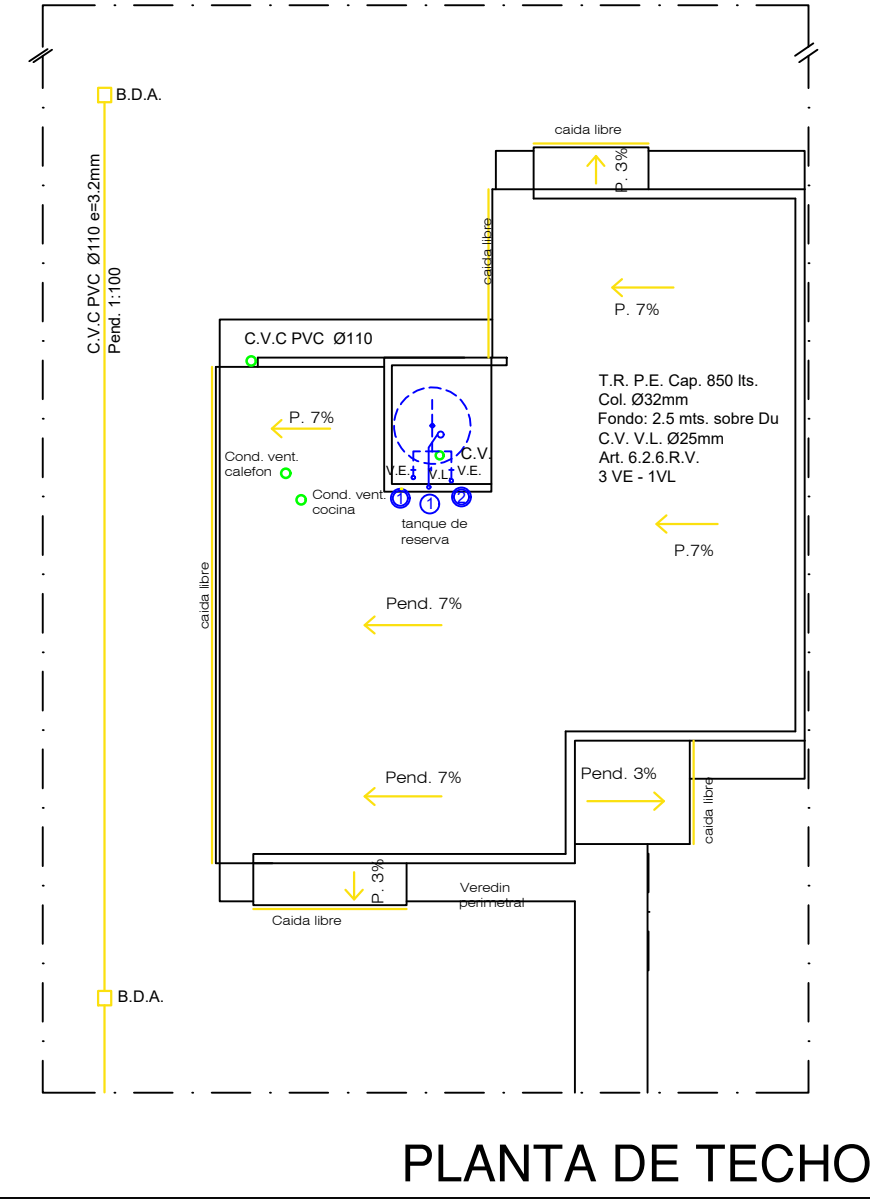 B.D.A.
caida libre
P. 3%
C.V.C PVC Ø110 e=3.2mm
Pend. 1:100
caida libre
P. 7%
C.V.C PVC Ø110
T.R. P.E. Cap. 850 lts.
Col. Ø32mm
Fondo: 2.5 mts. sobre Du
C.V. V.L. Ø25mm
Art. 6.2.6.R.V.
3 VE - 1VL
P. 7%
Cond. vent.
calefon
C.V.
V.E.
V.L.
V.E.
Cond. vent.
cocina
1
1
2
tanque de
reserva
P.7%
caida libre
Pend. 7%
Pend. 7%
Pend. 3%
caida libre
P. 3%
Veredin
perimetral
Caida libre
B.D.A.
PLANTA DE TECHO